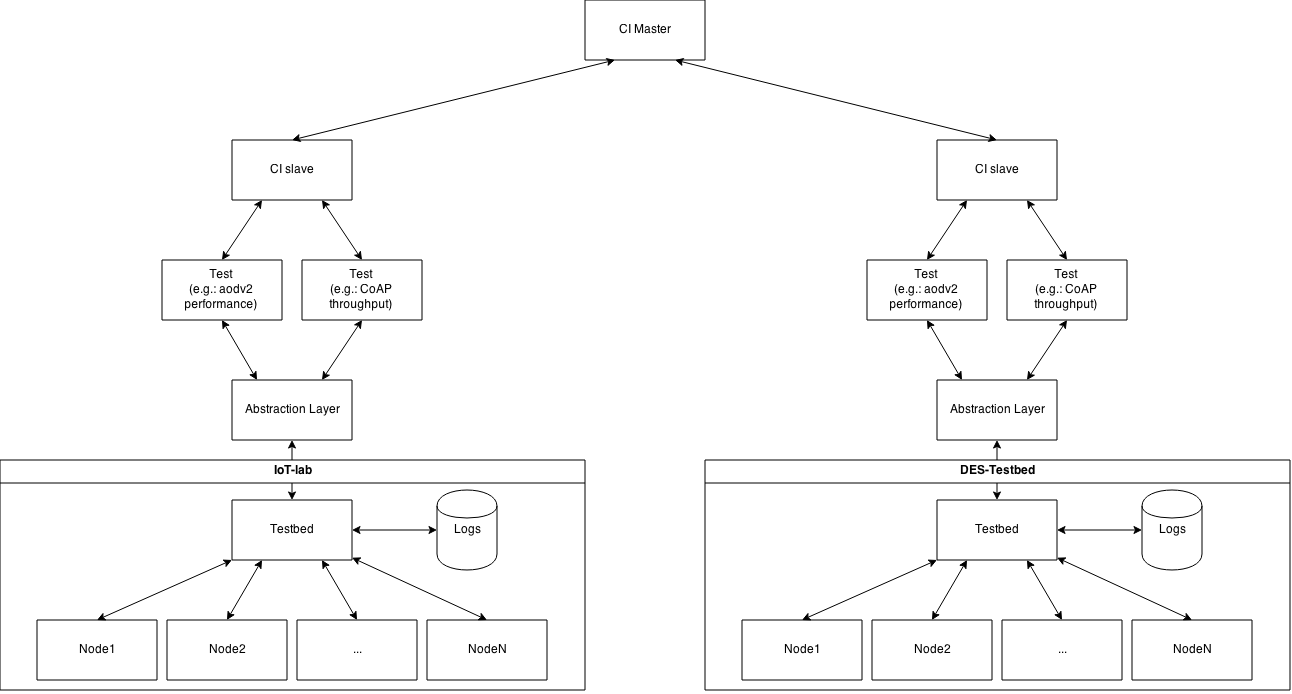 CI Master
CI slave
CI slave
Test
(e.g.: aodv2
performance)
Test
(e.g.: CoAP
throughput)
Test
(e.g.: aodv2
performance)
Test
(e.g.: CoAP
throughput)
Abstraction Layer
Abstraction Layer
IoT-lab
DES-Testbed
Testbed
Logs
Testbed
Logs
Node1
Node2
...
NodeN
Node1
Node2
...
NodeN